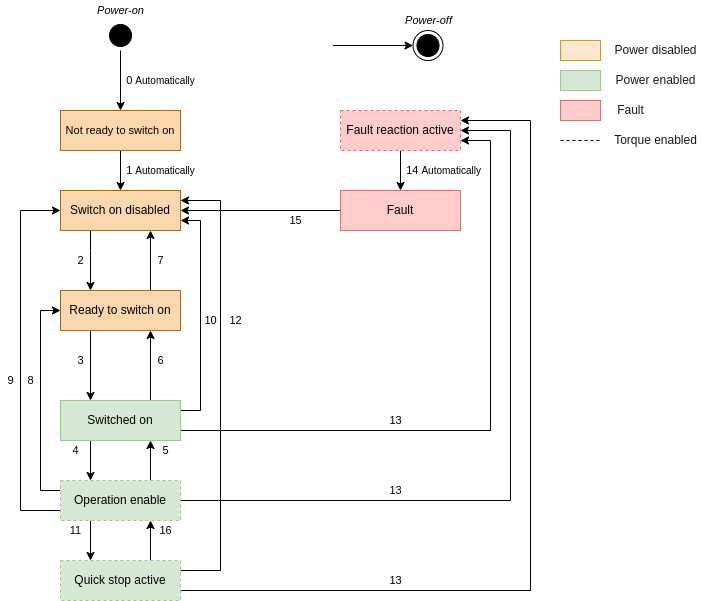 Power-on
Power-off
Power disabled
Power enabled
Fault
Torque enabled
0 Automatically
Not ready to switch on
Fault reaction active
1 Automatically
14 Automatically
Switch on disabled
Fault
15
2
7
Ready to switch on
10
12
3
6
9
8
Switched on
13
4
5
Operation enable
13
11
16
Quick stop active
13